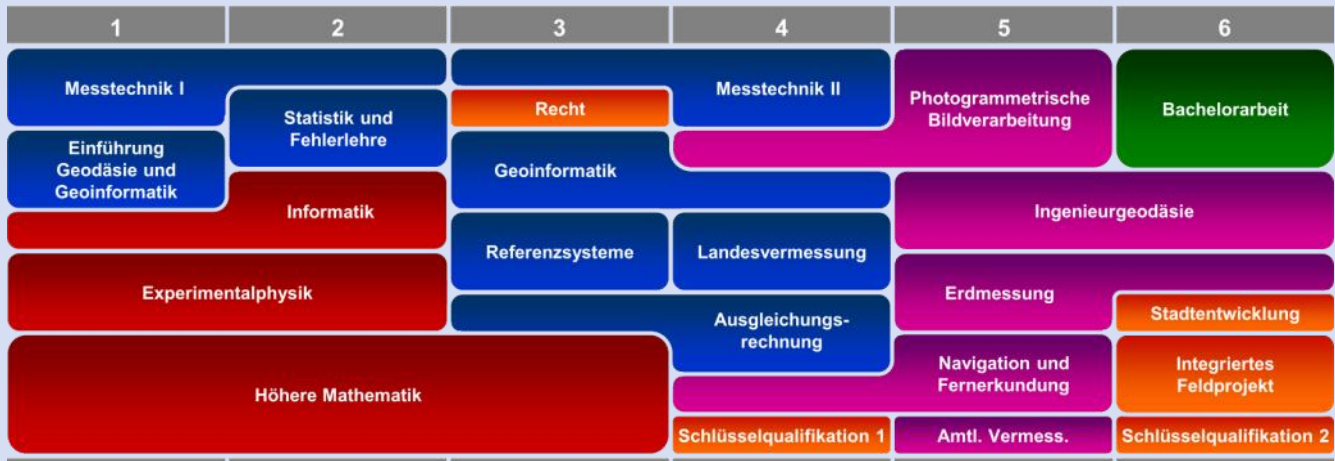 1
2
3
4
5
6
Messtechnik I
Statistik und
Fehlerlehre
Recht
Messtechnik II
Photogrammetrische
Bildverarbeitung
Bachelorarbeit
Einführung
Geodäsie und
Geoinformatik
Informatik
Geoinformatik
Ingenieurgeodäsie
Referenzsysteme
Landesvermessung
Experimentalphysik
Erdmessung
Stadtentwicklung
Ausgleichungs-
rechnung
Höhere Mathematik
Navigation und
Fernerkundung
Integriertes
Feldprojekt
Schlüsselqualifikation 1
Amtl. Vermess.
Schlüsselqualifikation 2